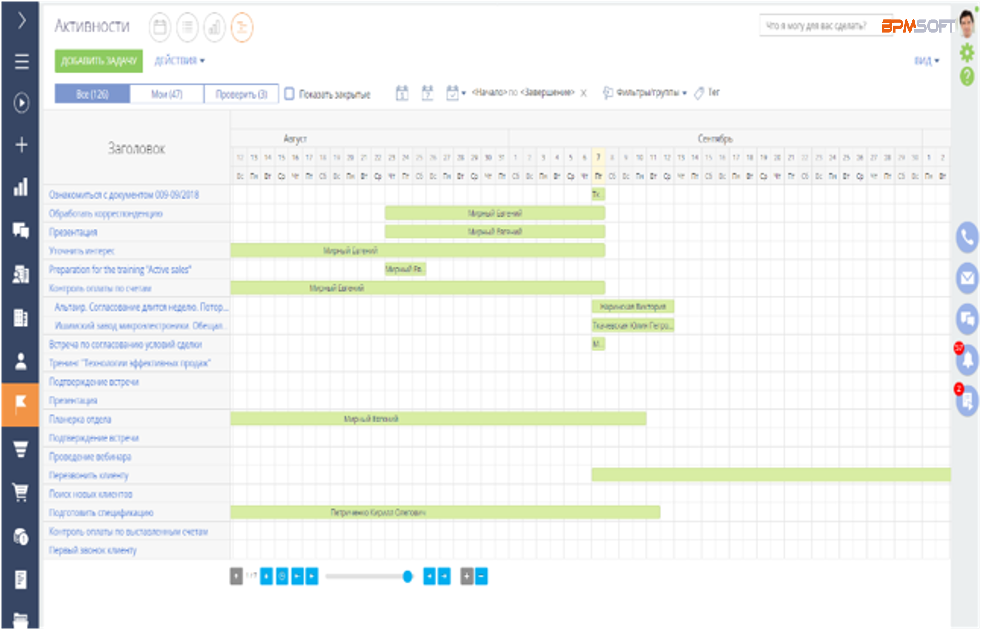 Активности
Что я могу для вас сделать?
BPMSOFT
ДОБАВИТЬ ЗАДАЧУ ДЕЙСТВИЯ
ВИД
Все (126) Мои (47) Проверить (3) Показать закрытые 1 7 <Начало> по <Завершение> Фильтры/группы Тег
Заголовок
Август Сентябрь
12 13 14 15 16 17 18 19 20 21 22 23 24 25 26 27 28 29 30 31 1 2 3 4 5 6 7 8 9 10 11 12 13 14 15 16 17 18 19 20 21 22 23 24 25 26 27 28 29 30 1 2
Вс Пн Вт Ср Чт Пт Сб Вс Пн Вт Ср Чт Пт Сб Вс Пн Вт Ср Чт Пт Сб Вс Пн Вт Ср Чт Пт Сб Вс Пн Вт Ср Чт Пт Сб Вс Пн Вт Ср Чт Пт Сб Вс Пн Вт Ср Чт Пт Сб Вс Пн Вт
Ознакомиться с документом 009-09/2018
Обработать корреспонденцию Мирный Евгений
Презентация Мирный Евгений
Уточнить интерес Мирный Евгений
Preparation for the training "Active sales" Мирный Ев...
Контроль оплаты по счетам Мирный Евгений
Альтаир. Согласование длится неделю. Потор... Наринская Виктория
Ишимский завод микроэлектроники. Обещал... Ткачевская Юлия Петро...
Встреча по согласованию условий сделки М...
Тренинг "Технологии эффективных продаж"
Подтверждение встречи
Презентация
Планерка отдела Мирный Евгений
Подтверждение встречи
Проведение вебинара
Перезвонить клиенту
Поиск новых клиентов
Подготовить спецификацию Петриченко Кирилл Олегович
Контроль оплаты по выставленным счетам
Первый звонок клиенту
2